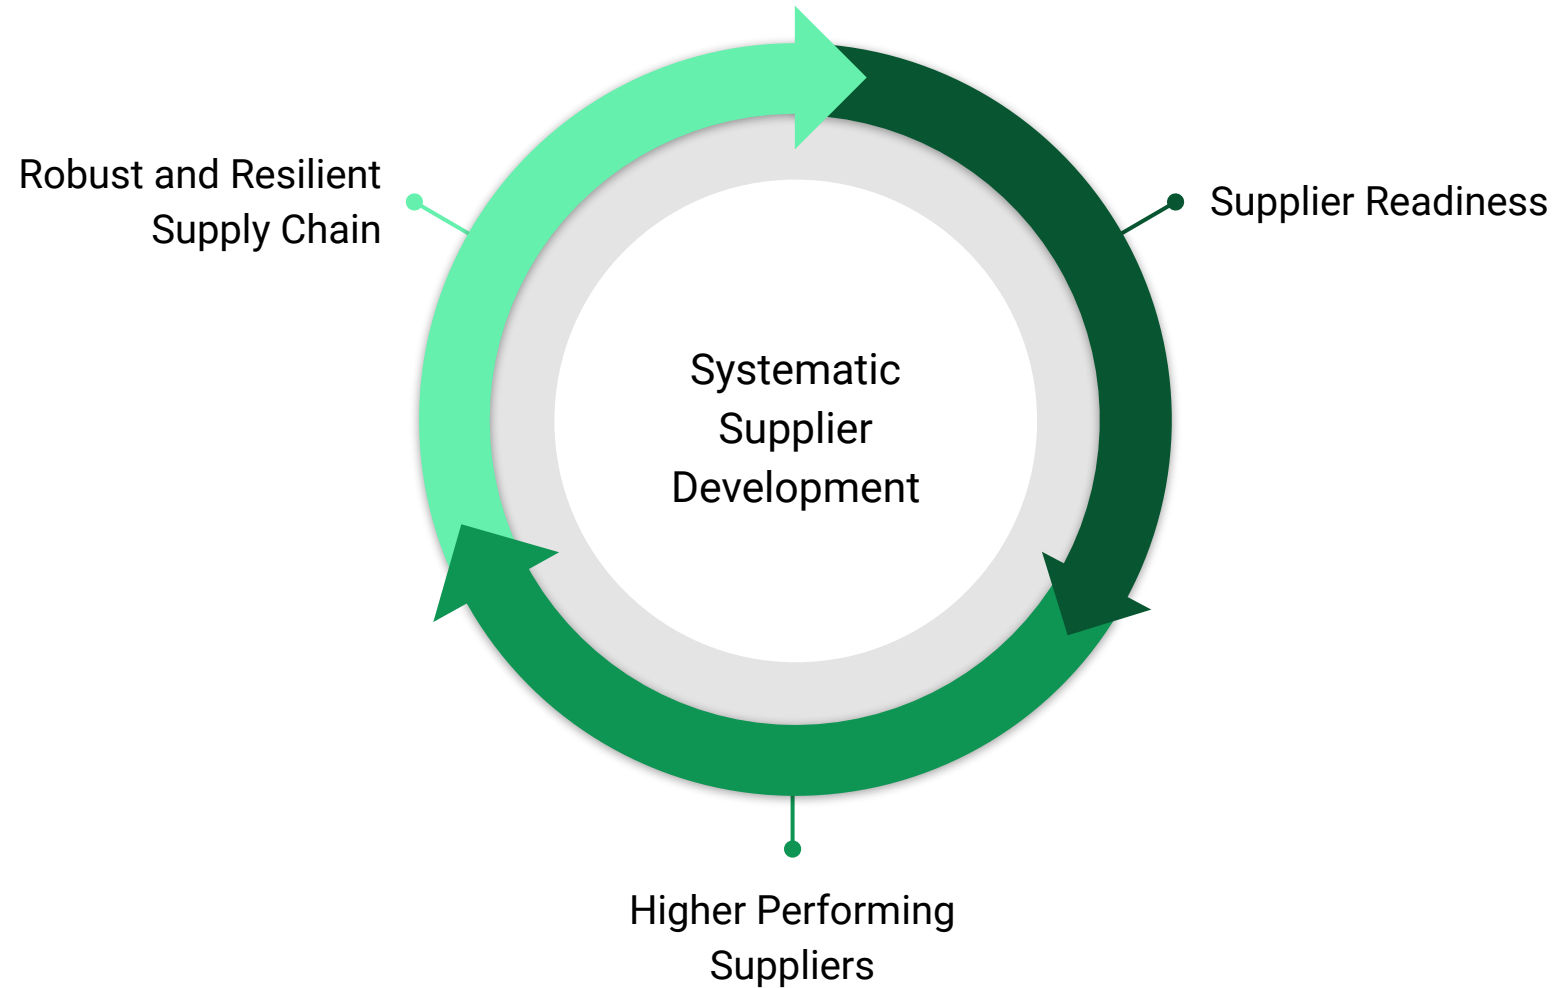 Robust and Resilient
Supply Chain
Supplier Readiness
Systematic
Supplier
Development
Higher Performing
Suppliers